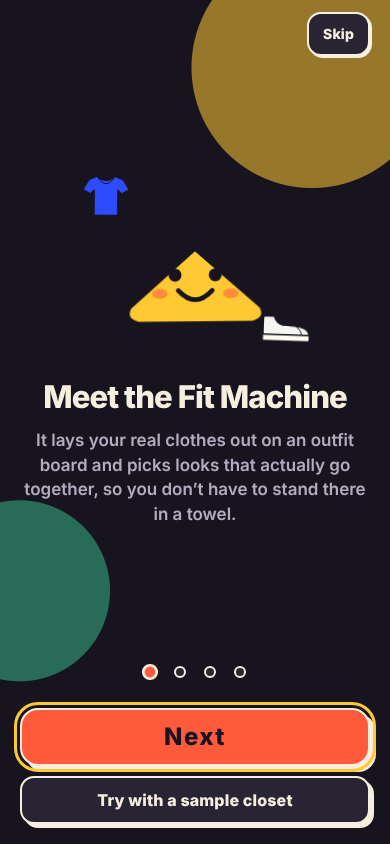 Skip
Meet the Fit Machine
It lays your real clothes out on an outfit
board and picks looks that actually go
together, so you don’t have to stand there
in a towel.
Next
Try with a sample closet